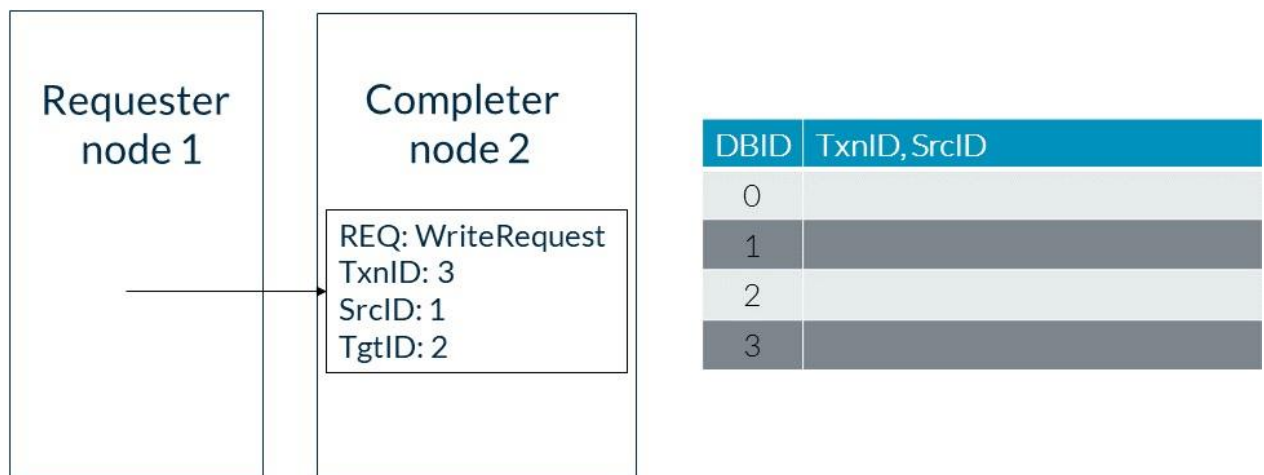 Requester
node 1
Completer
node 2
REQ: WriteRequest
TxnID: 3
SrcID: 1
TgtID: 2
DBID TxnID, SrcID
0
1
2
3